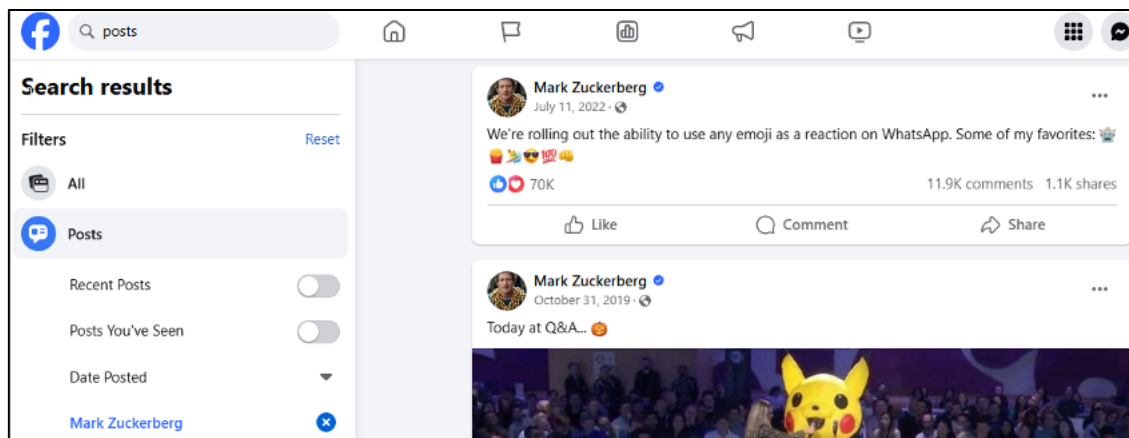 posts
Search results
Filters
Reset
All
Posts
Recent Posts
Posts You've Seen
Date Posted
Mark Zuckerberg
Mark Zuckerberg
July 11, 2022 ·
We're rolling out the ability to use any emoji as a reaction on WhatsApp. Some of my favorites: 🤖
🍟🏄😎💯👊
70K
11.9K comments 1.1K shares
Like
Comment
Share
Mark Zuckerberg
October 31, 2019 ·
Today at Q&A... 🎃